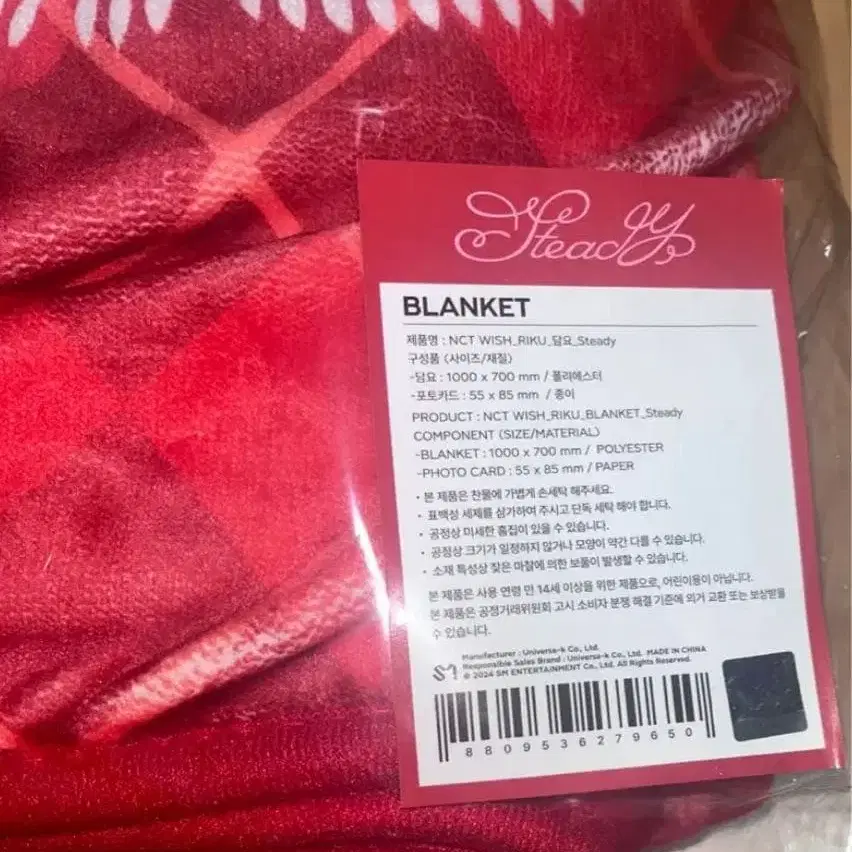 Steady
BLANKET
제품명 : NCT WISH_RIKU_담요_Steady
구성품 (사이즈/재질)
-담요 : 1000 x 700 mm / 폴리에스터
-포토카드 : 55 x 85 mm / 종이
PRODUCT : NCT WISH_RIKU_BLANKET_Steady
COMPONENT (SIZE/MATERIAL)
-BLANKET : 1000 x 700 mm / POLYESTER
-PHOTO CARD : 55 x 85 mm / PAPER
• 본 제품은 찬물에 가볍게 손세탁 해주세요.
• 표백성 세제를 삼가하여 주시고 단독 세탁 해야 합니다.
• 공정상 미세한 흠집이 있을 수 있습니다.
• 공정상 크기가 일정하지 않거나 모양이 약간 다를 수 있습니다.
• 소재 특성상 잦은 마찰에 의한 보풀이 발생할 수 있습니다.
본 제품은 사용 연령 만 14세 이상을 위한 제품으로, 어린이용이 아닙니다.
본 제품은 공정거래위원회 고시 소비자 분쟁 해결 기준에 의거 교환 또는 보상받을
수 있습니다.
Manufacturer : Universe-k Co., Ltd.
Responsible Sales Brand : Universe-k Co., Ltd. MADE IN CHINA
© 2024 SM ENTERTAINMENT Co., Ltd. All Rights Reserved.
SM
8809536279650